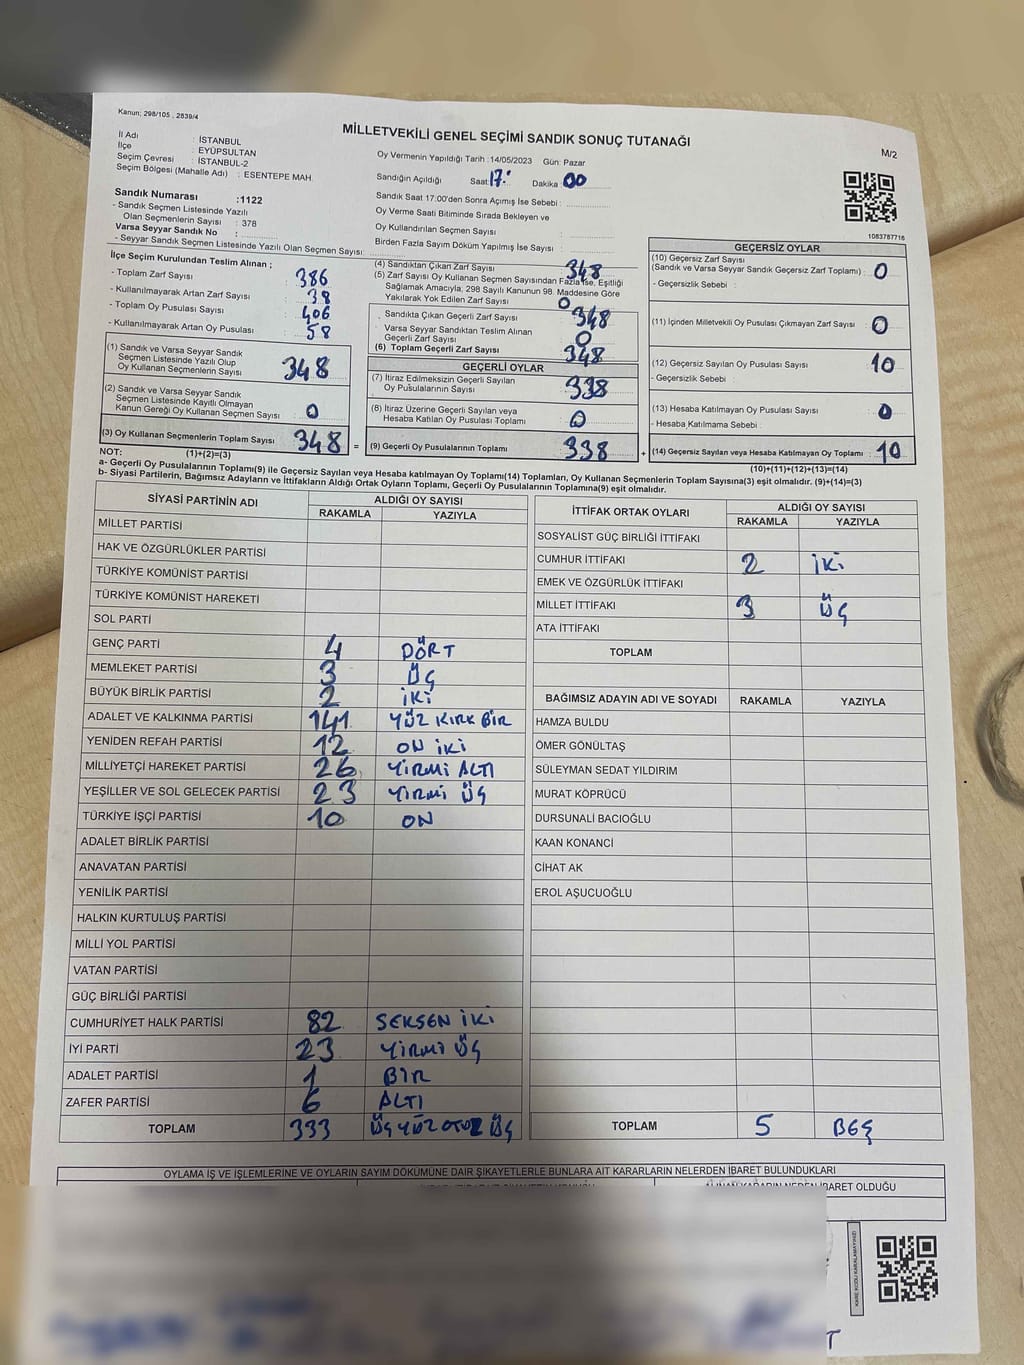 Kanun; 298/105 , 2839/4
MİLLETVEKİLİ GENEL SEÇİMİ SANDIK SONUÇ TUTANAĞI
M/2
İl Adı : İSTANBUL
İlçe : EYÜPSULTAN
Seçim Çevresi : İSTANBUL-2
Seçim Bölgesi (Mahalle Adı) : ESENTEPE MAH.
Oy Vermenin Yapıldığı Tarih :14/05/2023 Gün: Pazar
Sandığın Açıldığı Saat: 17: Dakika: 00
Sandık Numarası :1122
- Sandık Seçmen Listesinde Yazılı
Olan Seçmenlerin Sayısı : 378
Varsa Seyyar Sandık No :
- Seyyar Sandık Seçmen Listesinde Yazılı Olan Seçmen Sayısı:
Sandık Saat 17:00'den Sonra Açılmış İse Sebebi :
Oy Verme Saati Bitiminde Sırada Bekleyen ve
Oy Kullandırılan Seçmen Sayısı :
Birden Fazla Sayım Döküm Yapılmış İse Sayısı :
1083787716
İlçe Seçim Kurulundan Teslim Alınan ;
- Toplam Zarf Sayısı : 386
- Kullanılmayarak Artan Zarf Sayısı : 38
- Toplam Oy Pusulası Sayısı : 406
- Kullanılmayarak Artan Oy Pusulası : 58
(1) Sandık ve Varsa Seyyar Sandık
Seçmen Listesinde Yazılı Olup
Oy Kullanan Seçmenlerin Sayısı : 348
(2) Sandık ve Varsa Seyyar Sandık
Seçmen Listesinde Kayıtlı Olmayan
Kanun Gereği Oy Kullanan Seçmen Sayısı : 0
(3) Oy Kullanan Seçmenlerin Toplam Sayısı : 348 =
(4) Sandıktan Çıkan Zarf Sayısı : 348
(5) Zarf Sayısı Oy Kullanan Seçmen Sayısından Fazla ise, Eşitliği
Sağlamak Amacıyla, 298 Sayılı Kanunun 98. Maddesine Göre
Yakılarak Yok Edilen Zarf Sayısı : 0
Sandıkta Çıkan Geçerli Zarf Sayısı : 348
Varsa Seyyar Sandıktan Teslim Alınan
Geçerli Zarf Sayısı : 0
(6) Toplam Geçerli Zarf Sayısı : 348
GEÇERLİ OYLAR
(7) İtiraz Edilmeksizin Geçerli Sayılan
Oy Pusulalarının Sayısı : 338
(8) İtiraz Üzerine Geçerli Sayılan veya
Hesaba Katılan Oy Pusulası Toplamı : 0
(9) Geçerli Oy Pusulalarının Toplamı : 338 +
GEÇERSİZ OYLAR
(10) Geçersiz Zarf Sayısı
(Sandık ve Varsa Seyyar Sandık Geçersiz Zarf Toplamı) : 0
- Geçersizlik Sebebi :
(11) İçinden Milletvekili Oy Pusulası Çıkmayan Zarf Sayısı : 0
(12) Geçersiz Sayılan Oy Pusulası Sayısı : 10
- Geçersizlik Sebebi :
(13) Hesaba Katılmayan Oy Pusulası Sayısı : 0
- Hesaba Katılmama Sebebi :
(14) Geçersiz Sayılan veya Hesaba Katılmayan Oy Toplamı : 10
NOT: (1)+(2)=(3)
(10)+(11)+(12)+(13)=(14)
a- Geçerli Oy Pusulalarının Toplamı(9) ile Geçersiz Sayılan veya Hesaba katılmayan Oy Toplamı(14) Toplamları, Oy Kullanan Seçmenlerin Toplam Sayısına(3) eşit olmalıdır. (9)+(14)=(3)
b- Siyasi Partilerin, Bağımsız Adayların ve İttifakların Aldığı Ortak Oyların Toplamı, Geçerli Oy Pusulalarının Toplamına(9) eşit olmalıdır.
SİYASİ PARTİNİN ADI ALDIĞI OY SAYISI
RAKAMLA YAZIYLA
MİLLET PARTİSİ
HAK VE ÖZGÜRLÜKLER PARTİSİ
TÜRKİYE KOMÜNİST PARTİSİ
TÜRKİYE KOMÜNİST HAREKETİ
SOL PARTİ
GENÇ PARTİ 4 DÖRT
MEMLEKET PARTİSİ 3 ÜÇ
BÜYÜK BİRLİK PARTİSİ 2 İKİ
ADALET VE KALKINMA PARTİSİ 141 YÜZ KIRK BİR
YENİDEN REFAH PARTİSİ 12 ON İKİ
MİLLİYETÇİ HAREKET PARTİSİ 26 YİRMİ ALTI
YEŞİLLER VE SOL GELECEK PARTİSİ 23 YİRMİ ÜÇ
TÜRKİYE İŞÇİ PARTİSİ 10 ON
ADALET BİRLİK PARTİSİ
ANAVATAN PARTİSİ
YENİLİK PARTİSİ
HALKIN KURTULUŞ PARTİSİ
MİLLİ YOL PARTİSİ
VATAN PARTİSİ
GÜÇ BİRLİĞİ PARTİSİ
CUMHURİYET HALK PARTİSİ 82 SEKSEN İKİ
İYİ PARTİ 23 YİRMİ ÜÇ
ADALET PARTİSİ 1 BİR
ZAFER PARTİSİ 6 ALTI
TOPLAM 333 ÜÇ YÜZ OTUZ ÜÇ
İTTİFAK ORTAK OYLARI ALDIĞI OY SAYISI
RAKAMLA YAZIYLA
SOSYALİST GÜÇ BİRLİĞİ İTTİFAKI
CUMHUR İTTİFAKI 2 İKİ
EMEK VE ÖZGÜRLÜK İTTİFAKI
MİLLET İTTİFAKI 3 ÜÇ
ATA İTTİFAKI
TOPLAM
BAĞIMSIZ ADAYIN ADI VE SOYADI RAKAMLA YAZIYLA
HAMZA BULDU
ÖMER GÖNÜLTAŞ
SÜLEYMAN SEDAT YILDIRIM
MURAT KÖPRÜCÜ
DURSUNALİ BACIOĞLU
KAAN KONANCİ
CİHAT AK
EROL AŞUCUOĞLU
TOPLAM 5 BEŞ
OYLAMA İŞ VE İŞLEMLERİNE VE OYLARIN SAYIM DÖKÜMÜNE DAİR ŞİKAYETLERLE BUNLARA AİT KARARLARIN NELERDEN İBARET BULUNDUKLARI
ALINAN KARARIN NEDEN İBARET OLDUĞU
KARE KODU KARALAMAYINIZ!